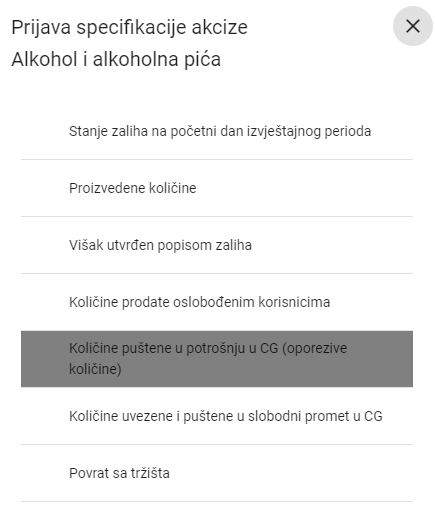 Prijava specifikacije akcize
Alkohol i alkoholna pića
Stanje zaliha na početni dan izvještajnog perioda
Proizvedene količine
Višak utvrđen popisom zaliha
Količine prodate oslobođenim korisnicima
Količine puštene u potrošnju u CG (oporezive
količine)
Količine uvezene i puštene u slobodni promet u CG
Povrat sa tržišta